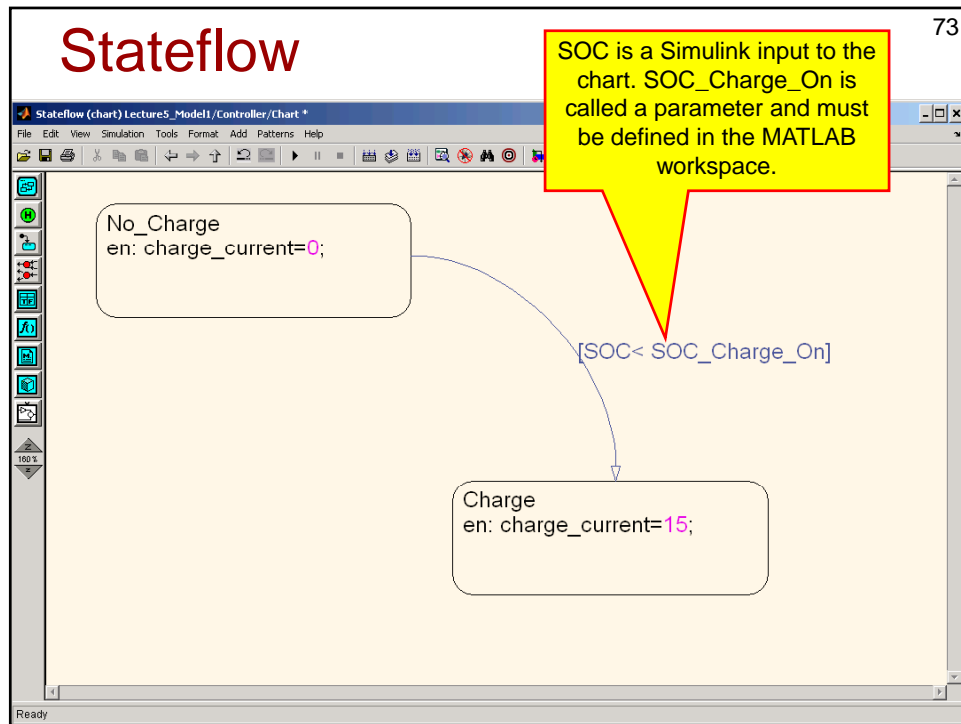 73
Stateflow
SOC is a Simulink input to the
chart. SOC_Charge_On is
called a parameter and must
be defined in the MATLAB
workspace.
Stateflow (chart) Lecture5_Model1/Controller/Chart *
File Edit View Simulation Tools Format Add Patterns Help
No_Charge
en: charge_current=0;
[SOC< SOC_Charge_On]
160 %
Charge
en: charge_current=15;
Ready